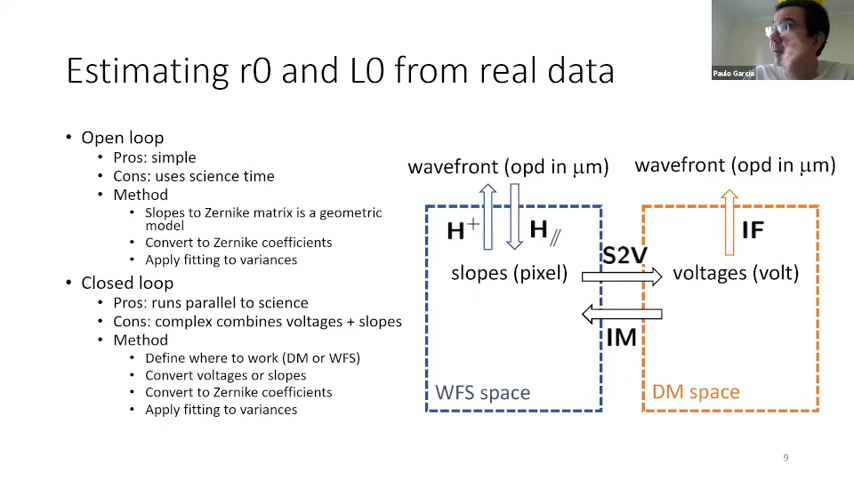 Paulo Garcia
Estimating r0 and L0 from real data
• Open loop
• Pros: simple
• Cons: uses science time
• Method
• Slopes to Zernike matrix is a geometric
model
• Convert to Zernike coefficients
• Apply fitting to variances
• Closed loop
• Pros: runs parallel to science
• Cons: complex combines voltages + slopes
• Method
• Define where to work (DM or WFS)
• Convert voltages or slopes
• Convert to Zernike coefficients
• Apply fitting to variances
wavefront (opd in μm)
H+
H//
slopes (pixel)
WFS space
S2V
IM
wavefront (opd in μm)
IF
voltages (volt)
DM space
9